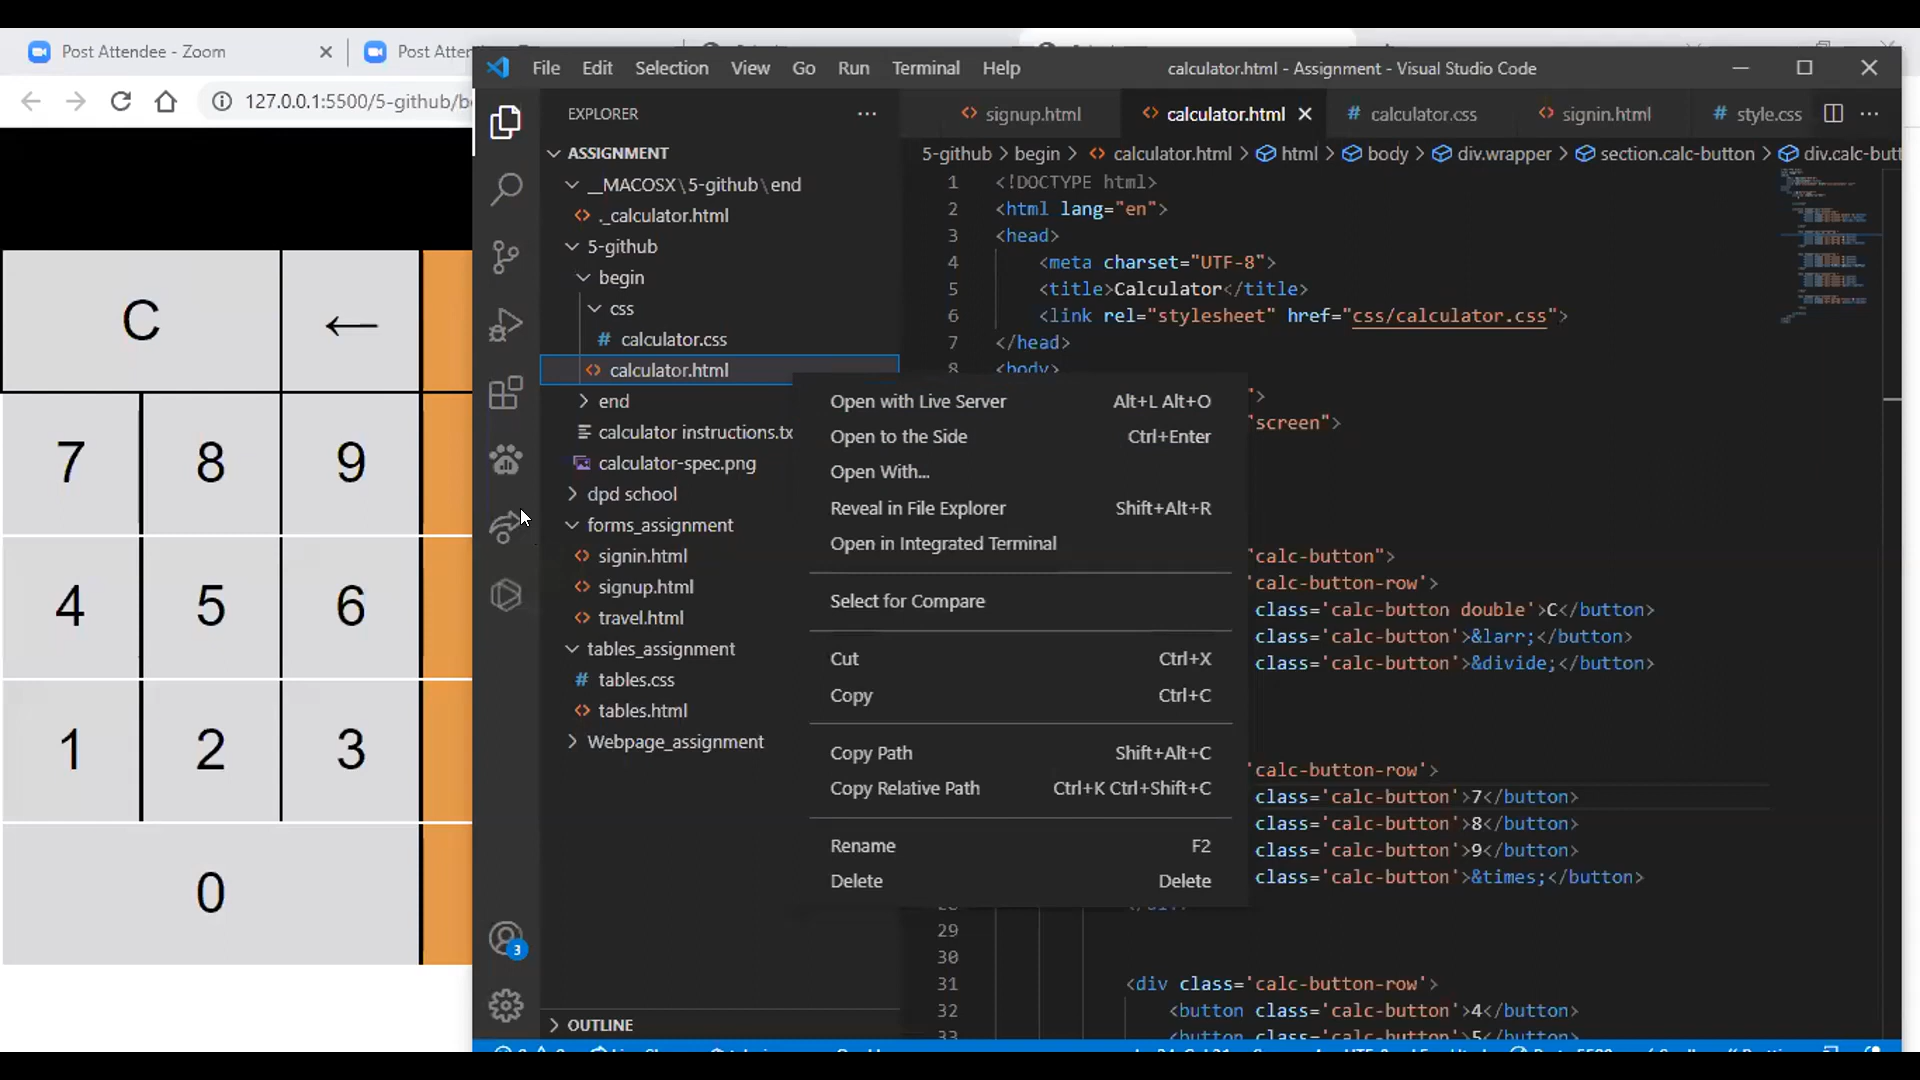 Post Attendee - Zoom
Post Atten
127.0.0.1:5500/5-github/be
C ←
7 8 9
4 5 6
1 2 3
0
File Edit Selection View Go Run Terminal Help
calculator.html - Assignment - Visual Studio Code
EXPLORER
ASSIGNMENT
__MACOSX\5-github\end
._calculator.html
5-github
begin
css
calculator.css
calculator.html
end
calculator instructions.tx
calculator-spec.png
dpd school
forms_assignment
signin.html
signup.html
travel.html
tables_assignment
tables.css
tables.html
Webpage_assignment
OUTLINE
3
Open with Live Server Alt+L Alt+O
Open to the Side Ctrl+Enter
Open With...
Reveal in File Explorer Shift+Alt+R
Open in Integrated Terminal
Select for Compare
Cut Ctrl+X
Copy Ctrl+C
Copy Path Shift+Alt+C
Copy Relative Path Ctrl+K Ctrl+Shift+C
Rename F2
Delete Delete
signup.html calculator.html calculator.css signin.html style.css
5-github > begin > calculator.html > html > body > div.wrapper > section.calc-button > div.calc-butt
1 <!DOCTYPE html>
2 <html lang="en">
3 <head>
4 <meta charset="UTF-8">
5 <title>Calculator</title>
6 <link rel="stylesheet" href="css/calculator.css">
7 </head>
8 <body>
">
"screen">
"calc-button">
'calc-button-row'>
class='calc-button double'>C</button>
class='calc-button'>&larr;</button>
class='calc-button'>&divide;</button>
'calc-button-row'>
class='calc-button'>7</button>
class='calc-button'>8</button>
class='calc-button'>9</button>
class='calc-button'>&times;</button>
29
30
31 <div class='calc-button-row'>
32 <button class='calc-button'>4</button>
33 <button class='calc-button'>5</button>